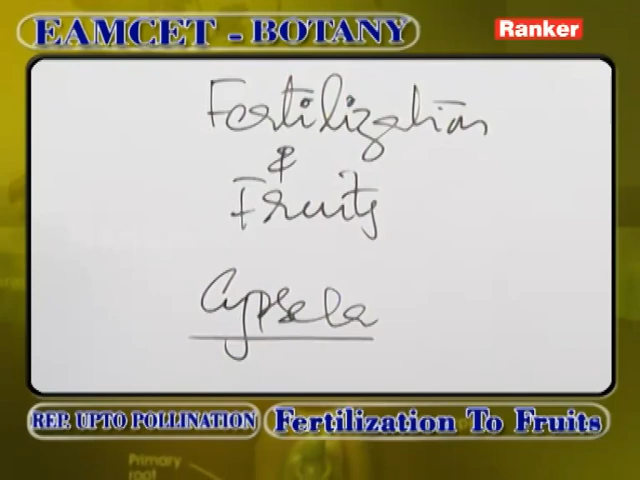 EAMCET - BOTANY
Ranker
Fertilization
&
Fruits
Cypsela
REP. UPTO POLLINATION
Fertilization To Fruits
Primary
root